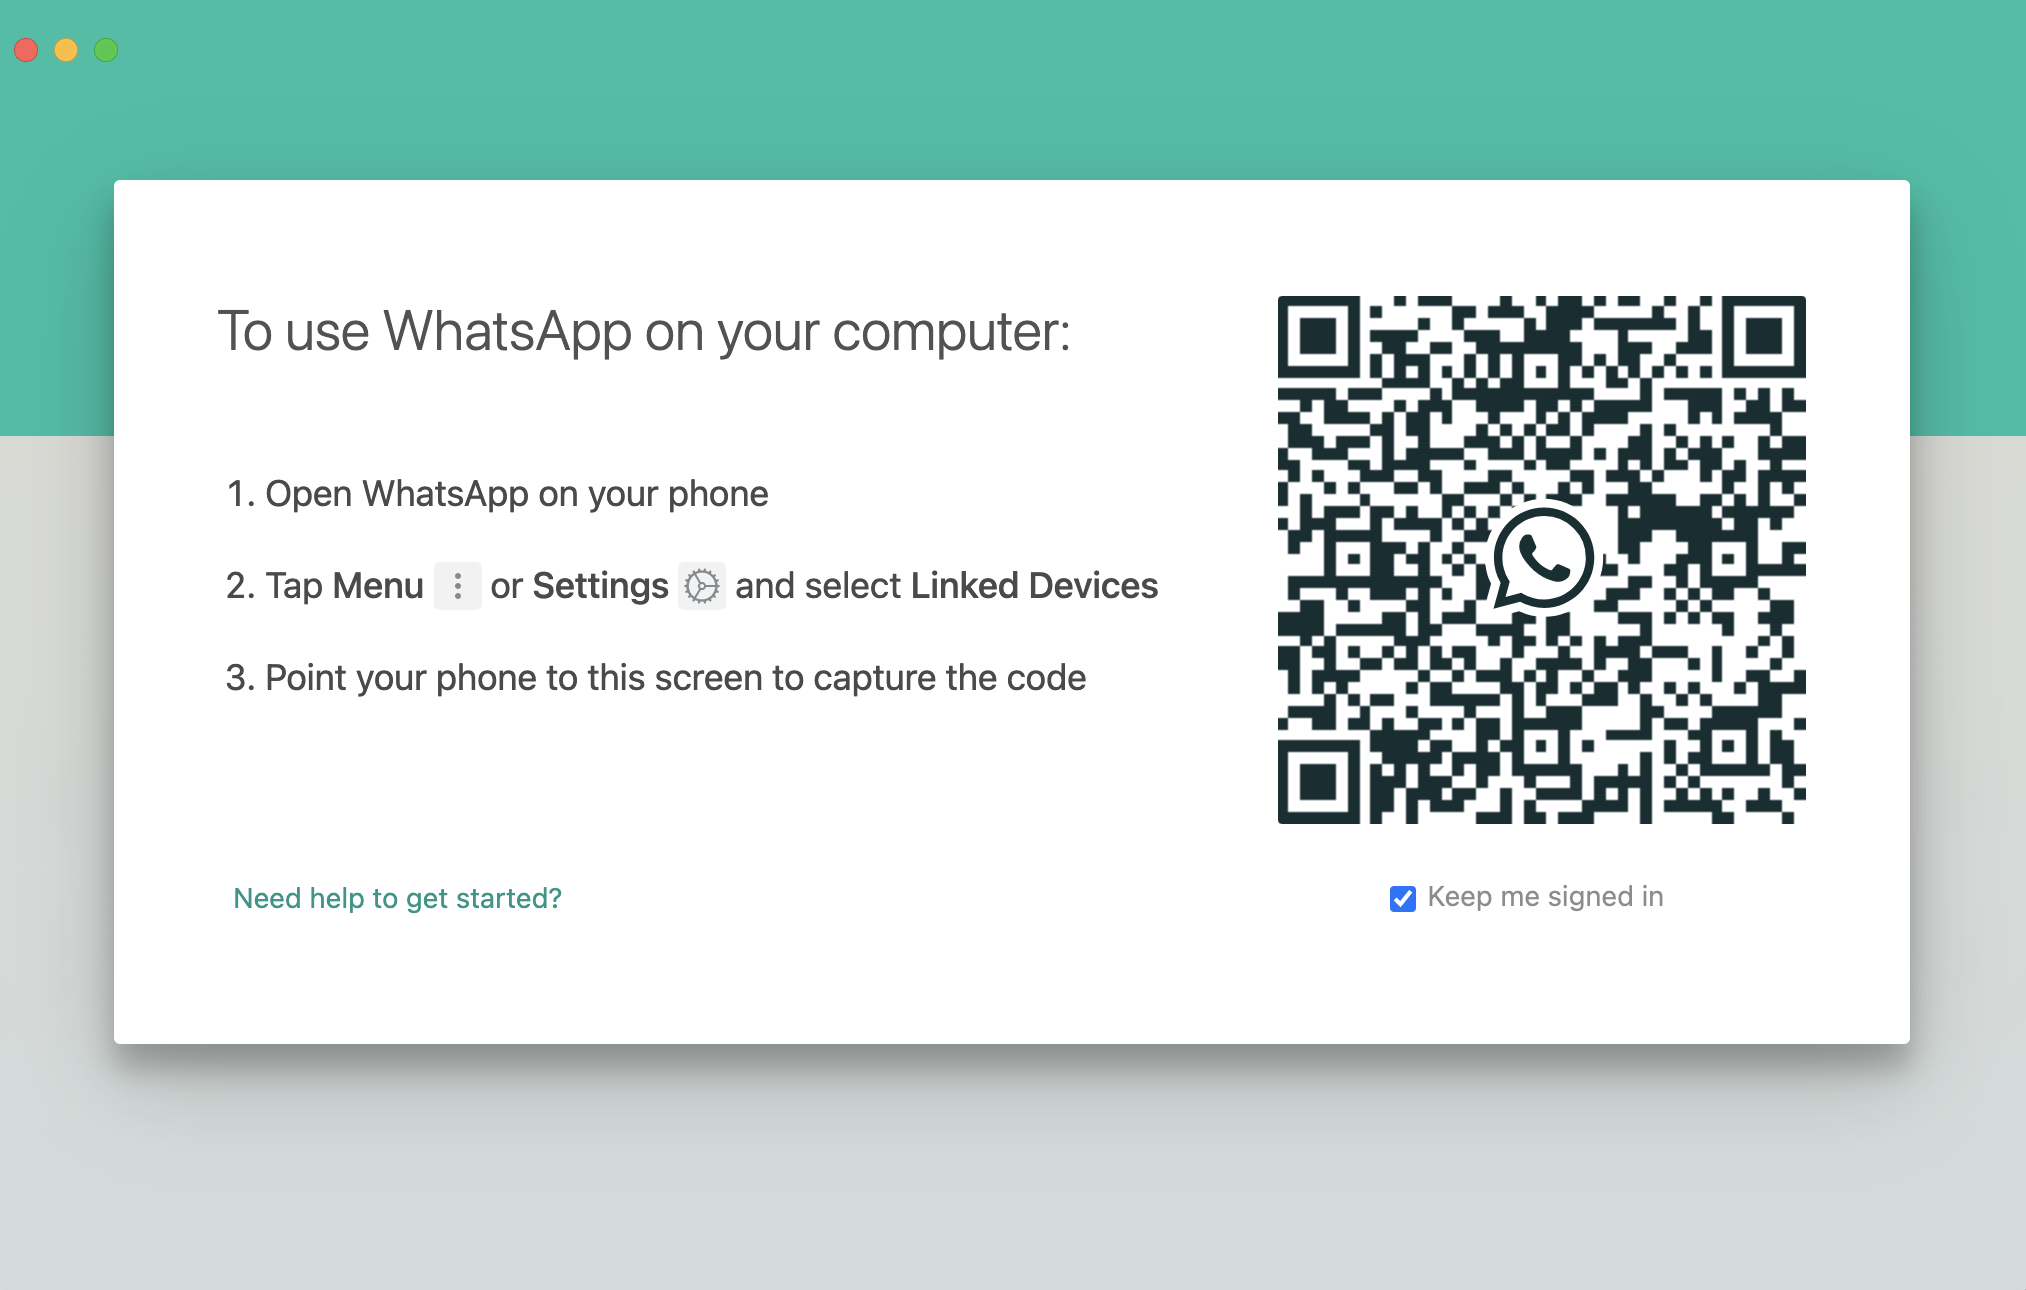 To use WhatsApp on your computer:
1. Open WhatsApp on your phone
2. Tap Menu or Settings and select Linked Devices
3. Point your phone to this screen to capture the code
Need help to get started?
Keep me signed in